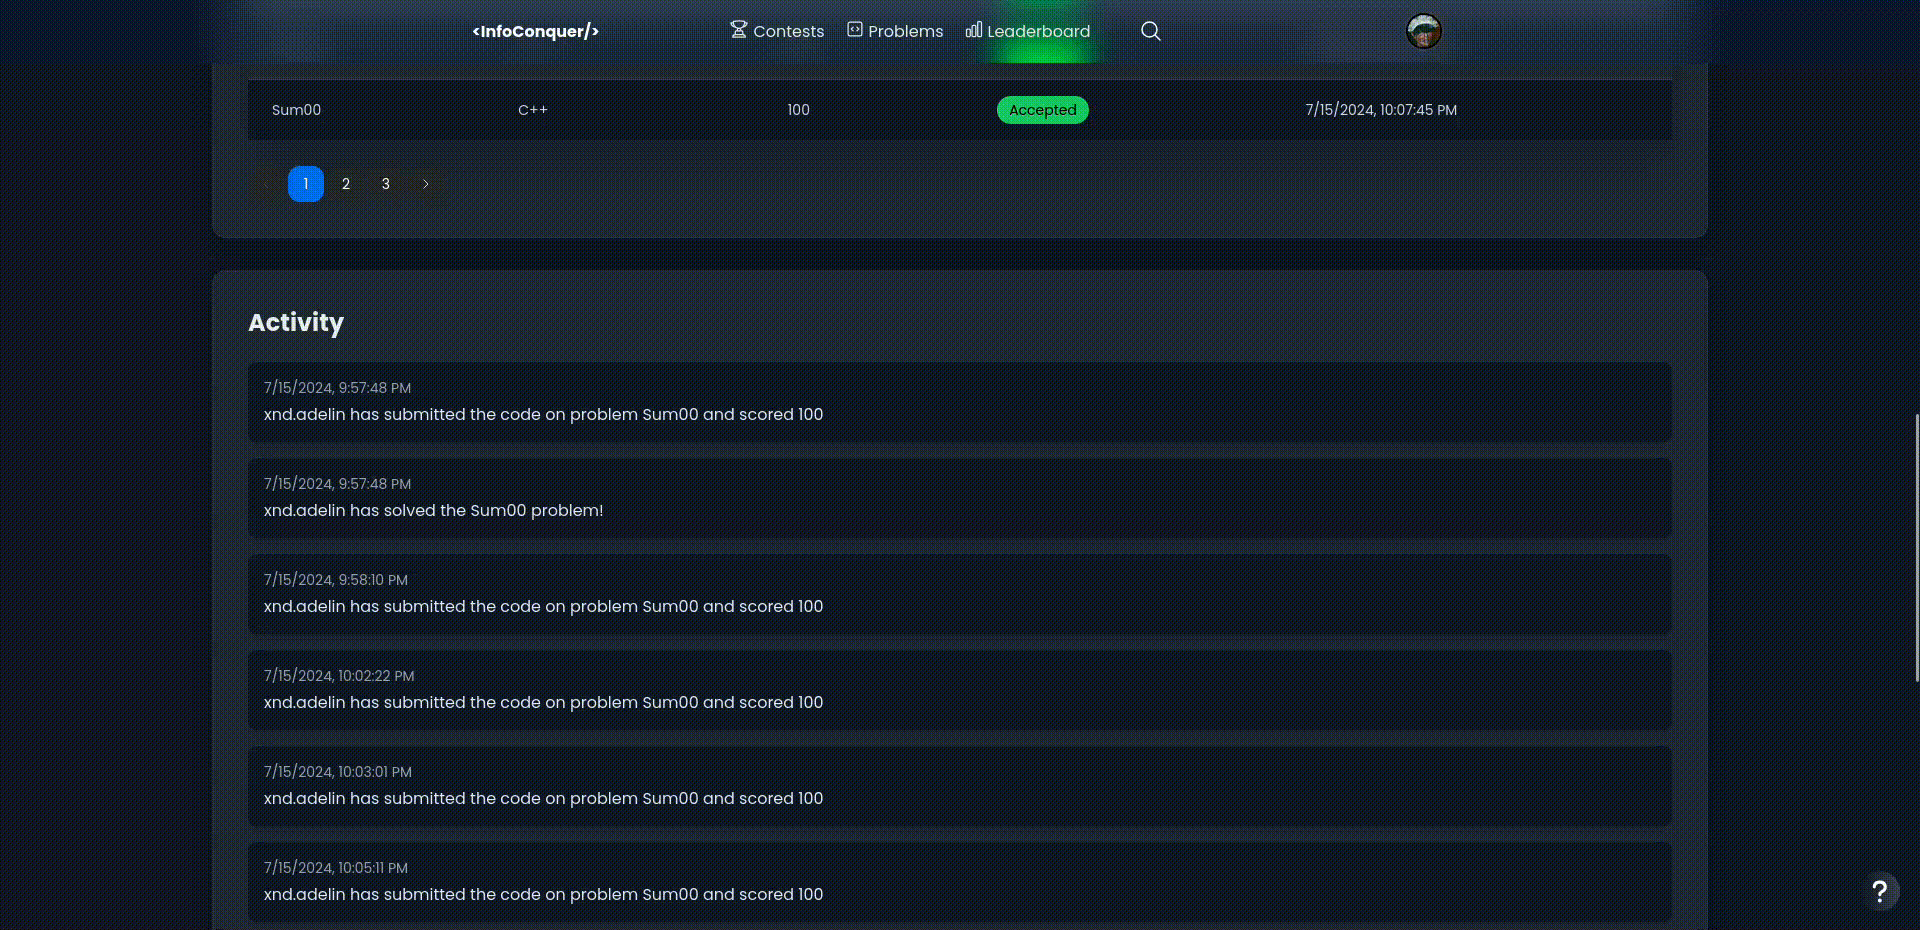 <InfoConquer/> Contests Problems Leaderboard
Sum00 C++ 100 Accepted 7/15/2024, 10:07:45 PM
1 2 3
Activity
7/15/2024, 9:57:48 PM
xnd.adelin has submitted the code on problem Sum00 and scored 100
7/15/2024, 9:57:48 PM
xnd.adelin has solved the Sum00 problem!
7/15/2024, 9:58:10 PM
xnd.adelin has submitted the code on problem Sum00 and scored 100
7/15/2024, 10:02:22 PM
xnd.adelin has submitted the code on problem Sum00 and scored 100
7/15/2024, 10:03:01 PM
xnd.adelin has submitted the code on problem Sum00 and scored 100
7/15/2024, 10:05:11 PM
xnd.adelin has submitted the code on problem Sum00 and scored 100
?